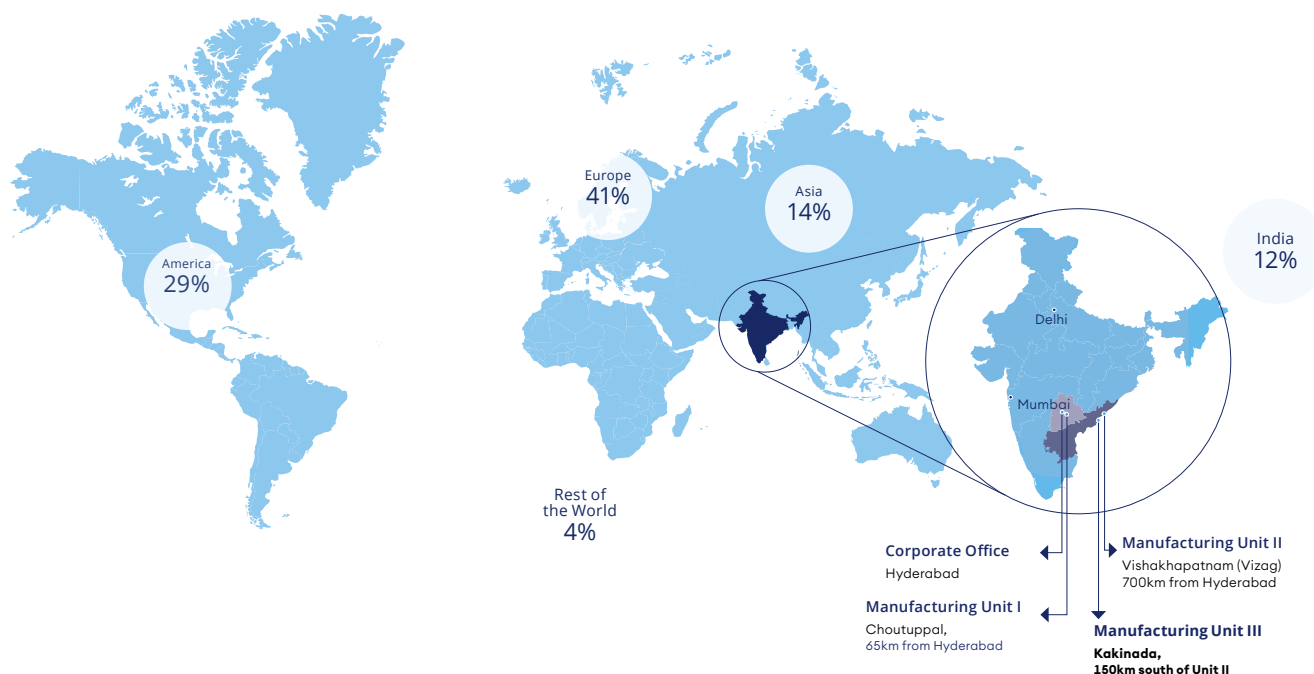 America
29%
Europe
41%
Asia
14%
India
12%
Delhi
Mumbai
Rest of
the World
4%
Corporate Office
Hyderabad
Manufacturing Unit I
Choutuppal,
65km from Hyderabad
Manufacturing Unit II
Vishakhapatnam (Vizag)
700km from Hyderabad
Manufacturing Unit III
Kakinada,
150km south of Unit II